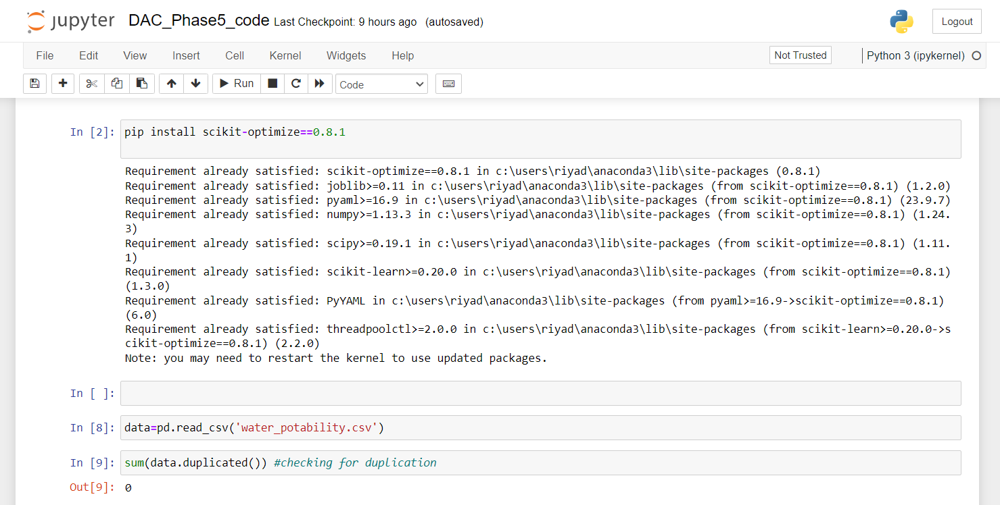 jupyter DAC_Phase5_code Last Checkpoint: 9 hours ago (autosaved) Logout
File Edit View Insert Cell Kernel Widgets Help Not Trusted Python 3 (ipykernel)
Run Code
In [2]: pip install scikit-optimize==0.8.1
Requirement already satisfied: scikit-optimize==0.8.1 in c:\users\riyad\anaconda3\lib\site-packages (0.8.1)
Requirement already satisfied: joblib>=0.11 in c:\users\riyad\anaconda3\lib\site-packages (from scikit-optimize==0.8.1) (1.2.0)
Requirement already satisfied: pyaml>=16.9 in c:\users\riyad\anaconda3\lib\site-packages (from scikit-optimize==0.8.1) (23.9.7)
Requirement already satisfied: numpy>=1.13.3 in c:\users\riyad\anaconda3\lib\site-packages (from scikit-optimize==0.8.1) (1.24.
3)
Requirement already satisfied: scipy>=0.19.1 in c:\users\riyad\anaconda3\lib\site-packages (from scikit-optimize==0.8.1) (1.11.
1)
Requirement already satisfied: scikit-learn>=0.20.0 in c:\users\riyad\anaconda3\lib\site-packages (from scikit-optimize==0.8.1)
(1.3.0)
Requirement already satisfied: PyYAML in c:\users\riyad\anaconda3\lib\site-packages (from pyaml>=16.9->scikit-optimize==0.8.1)
(6.0)
Requirement already satisfied: threadpoolctl>=2.0.0 in c:\users\riyad\anaconda3\lib\site-packages (from scikit-learn>=0.20.0->s
cikit-optimize==0.8.1) (2.2.0)
Note: you may need to restart the kernel to use updated packages.
In [ ]:
In [8]: data=pd.read_csv('water_potability.csv')
In [9]: sum(data.duplicated()) #checking for duplication
Out[9]: 0